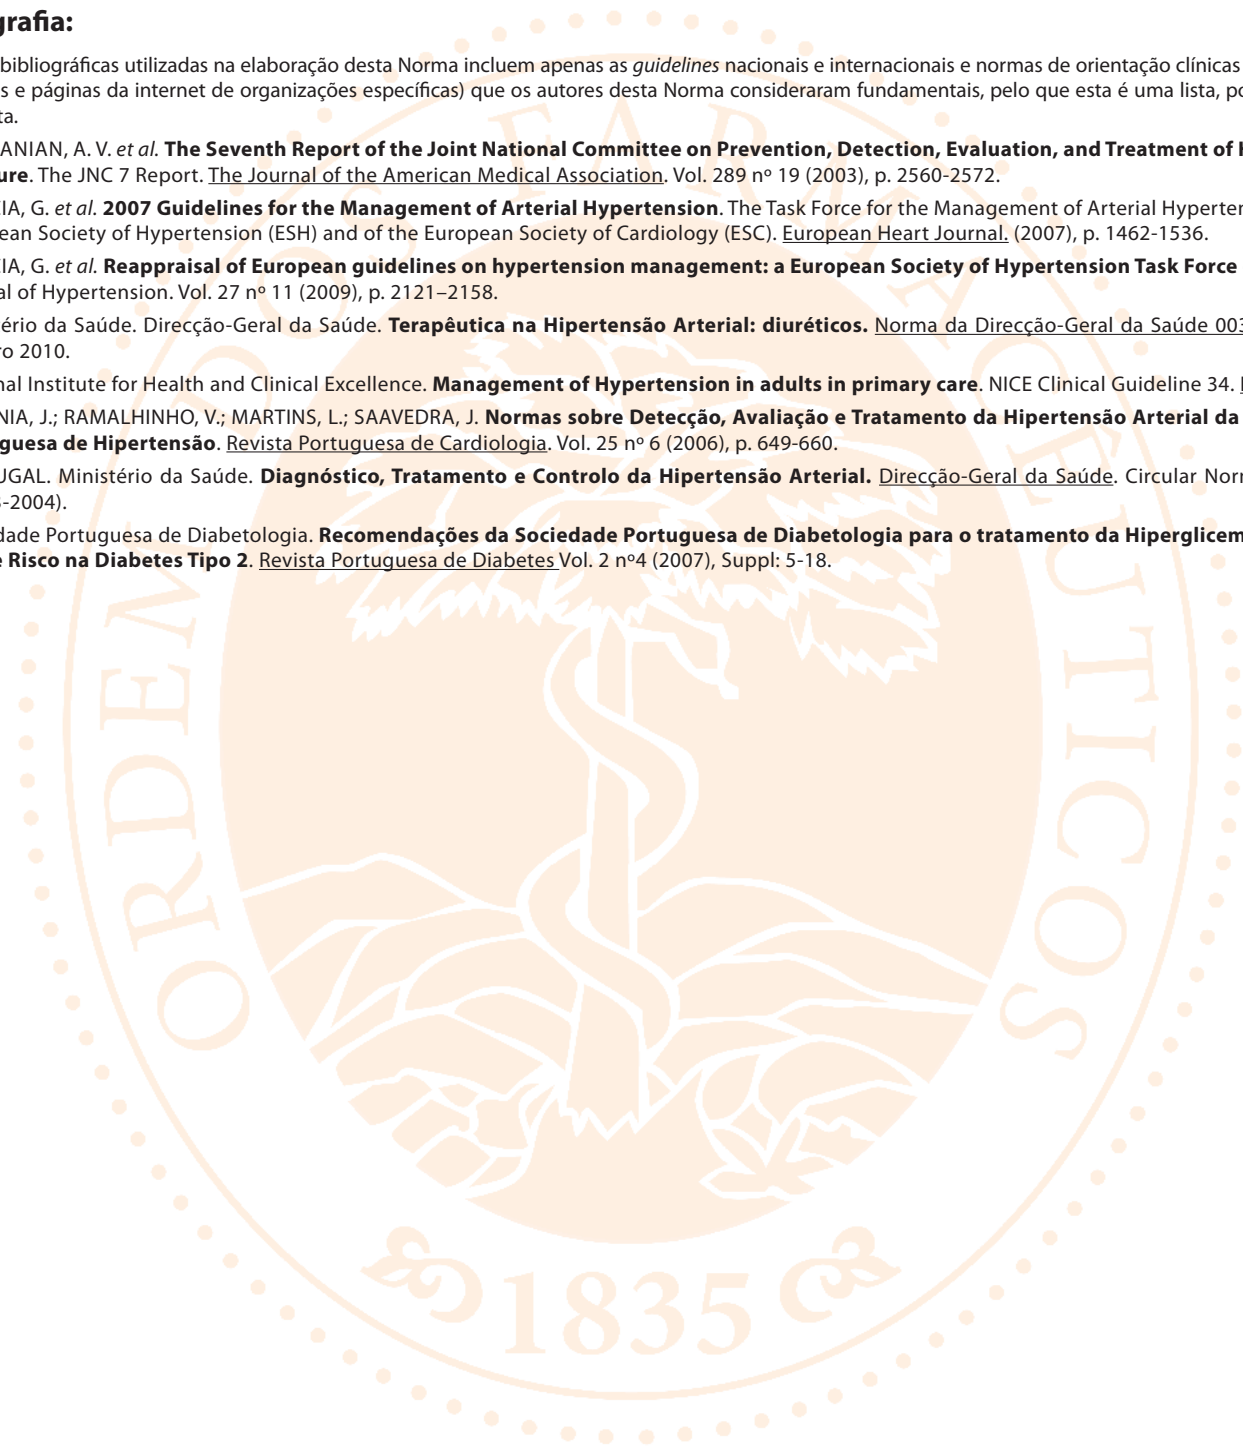 grafia:
bibliográficas utilizadas na elaboração desta Norma incluem apenas as guidelines nacionais e internacionais e normas de orientação clínicas
s e páginas da internet de organizações específicas) que os autores desta Norma consideraram fundamentais, pelo que esta é uma lista, po
ta.
ANIAN, A. V. et al. The Seventh Report of the Joint National Committee on Prevention, Detection, Evaluation, and Treatment of H
ure. The JNC 7 Report. The Journal of the American Medical Association. Vol. 289 nº 19 (2003), p. 2560-2572.
IA, G. et al. 2007 Guidelines for the Management of Arterial Hypertension. The Task Force for the Management of Arterial Hyperten
ean Society of Hypertension (ESH) and of the European Society of Cardiology (ESC). European Heart Journal. (2007), p. 1462-1536.
IA, G. et al. Reappraisal of European guidelines on hypertension management: a European Society of Hypertension Task Force
al of Hypertension. Vol. 27 nº 11 (2009), p. 2121–2158.
ério da Saúde. Direcção-Geral da Saúde. Terapêutica na Hipertensão Arterial: diuréticos. Norma da Direcção-Geral da Saúde 003
ro 2010.
nal Institute for Health and Clinical Excellence. Management of Hypertension in adults in primary care. NICE Clinical Guideline 34.
NIA, J.; RAMALHINHO, V.; MARTINS, L.; SAAVEDRA, J. Normas sobre Detecção, Avaliação e Tratamento da Hipertensão Arterial da
guesa de Hipertensão. Revista Portuguesa de Cardiologia. Vol. 25 nº 6 (2006), p. 649-660.
UGAL. Ministério da Saúde. Diagnóstico, Tratamento e Controlo da Hipertensão Arterial. Direcção-Geral da Saúde. Circular Norm
3-2004).
dade Portuguesa de Diabetologia. Recomendações da Sociedade Portuguesa de Diabetologia para o tratamento da Hiperglicem
e Risco na Diabetes Tipo 2. Revista Portuguesa de Diabetes Vol. 2 nº4 (2007), Suppl: 5-18.
ORDEM DOS FARMACÊUTICOS
1835